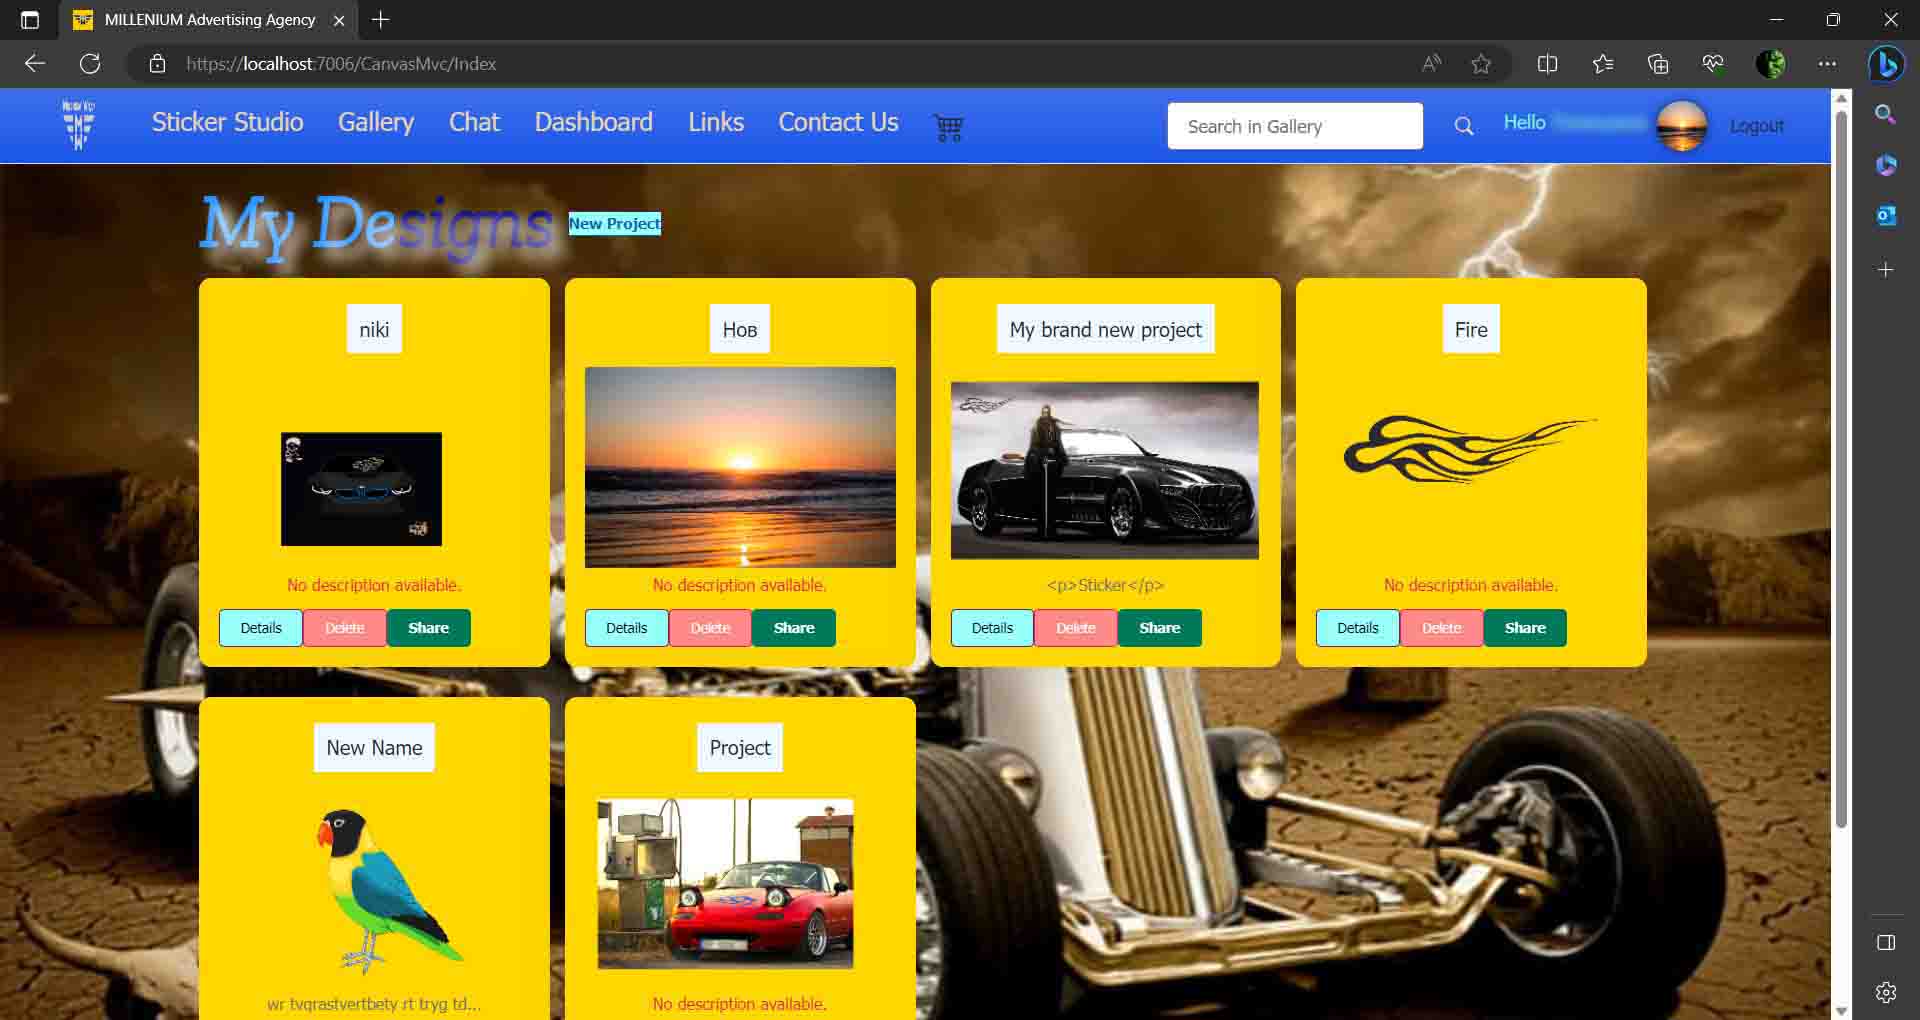 MILLENIUM Advertising Agency
https://localhost:7006/CanvasMvc/Index
Sticker Studio Gallery Chat Dashboard Links Contact Us Search in Gallery Hello Logout
My Designs New Project
niki Нов My brand new project Fire
No description available. No description available. <p>Sticker</p> No description available.
Details Delete Share Details Delete Share Details Delete Share Details Delete Share
New Name Project
wr tvqrastvertbety rt tryg td... No description available.